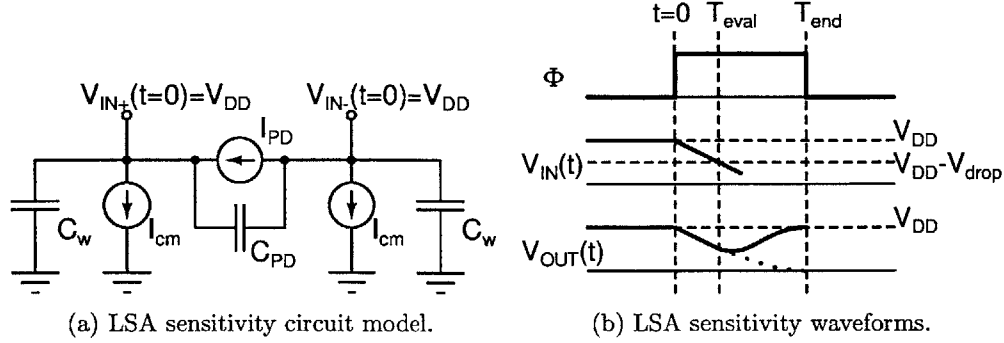 V_IN+(t=0)=V_DD
V_IN-(t=0)=V_DD
I_PD
C_w
I_cm
C_PD
I_cm
C_w
(a) LSA sensitivity circuit model.
t=0 T_eval T_end
Φ
V_DD
V_IN(t)
V_DD-V_drop
V_DD
V_OUT(t)
(b) LSA sensitivity waveforms.